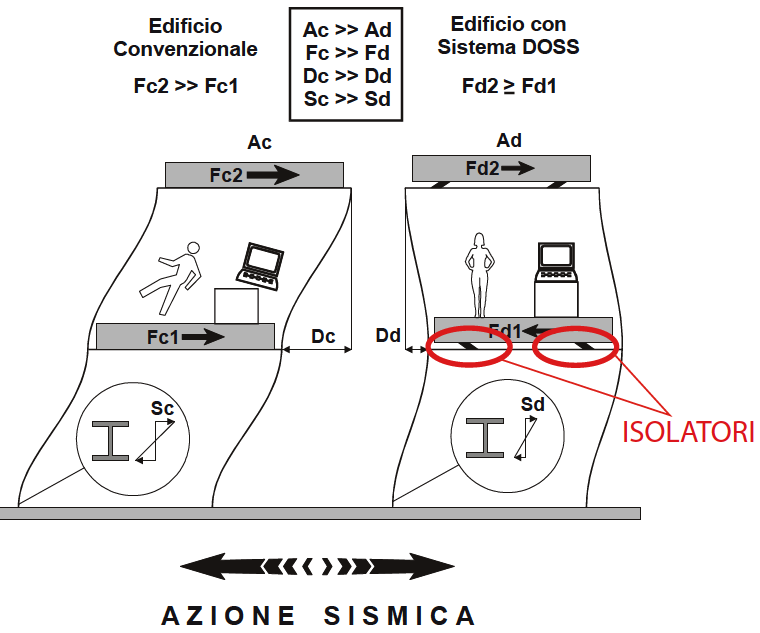 Edificio
Convenzionale
Fc2 >> Fc1
Ac >> Ad
Fc >> Fd
Dc >> Dd
Sc >> Sd
Edificio con
Sistema DOSS
Fd2 ≥ Fd1
Ac
Ad
Fc2
Fd2
Fc1
Dc
Dd
Fd1
Sc
Sd
ISOLATORI
AZIONE SISMICA